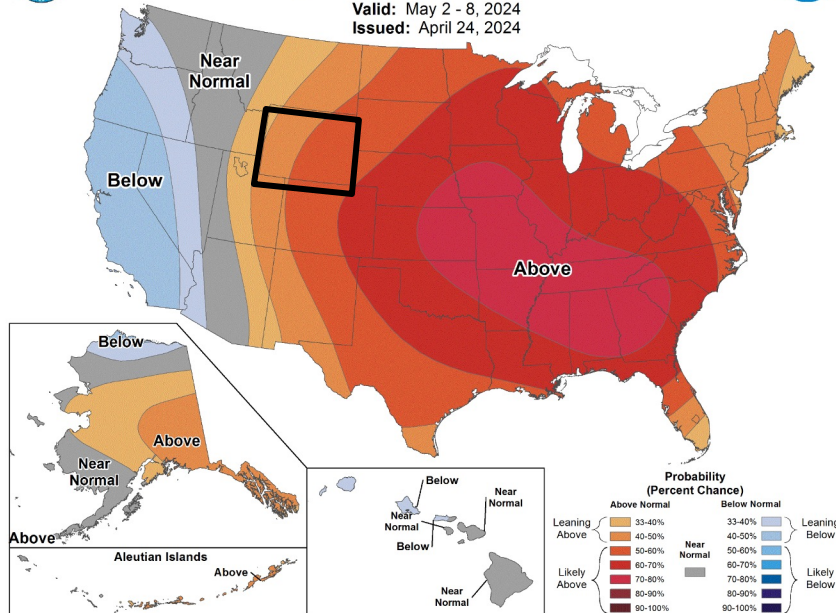 Valid: May 2 - 8, 2024
Issued: April 24, 2024
Near
Normal
Below
Above
Below
Above
Near
Normal
Above
Aleutian Islands
Above
Below
Near
Normal
Near
Normal
Below
Near
Normal
Probability
(Percent Chance)
Above Normal
Below Normal
Leaning
Above
33-40%
40-50%
Likely
Above
50-60%
60-70%
70-80%
80-90%
90-100%
Near
Normal
33-40%
40-50%
50-60%
60-70%
70-80%
80-90%
90-100%
Leaning
Below
Likely
Below